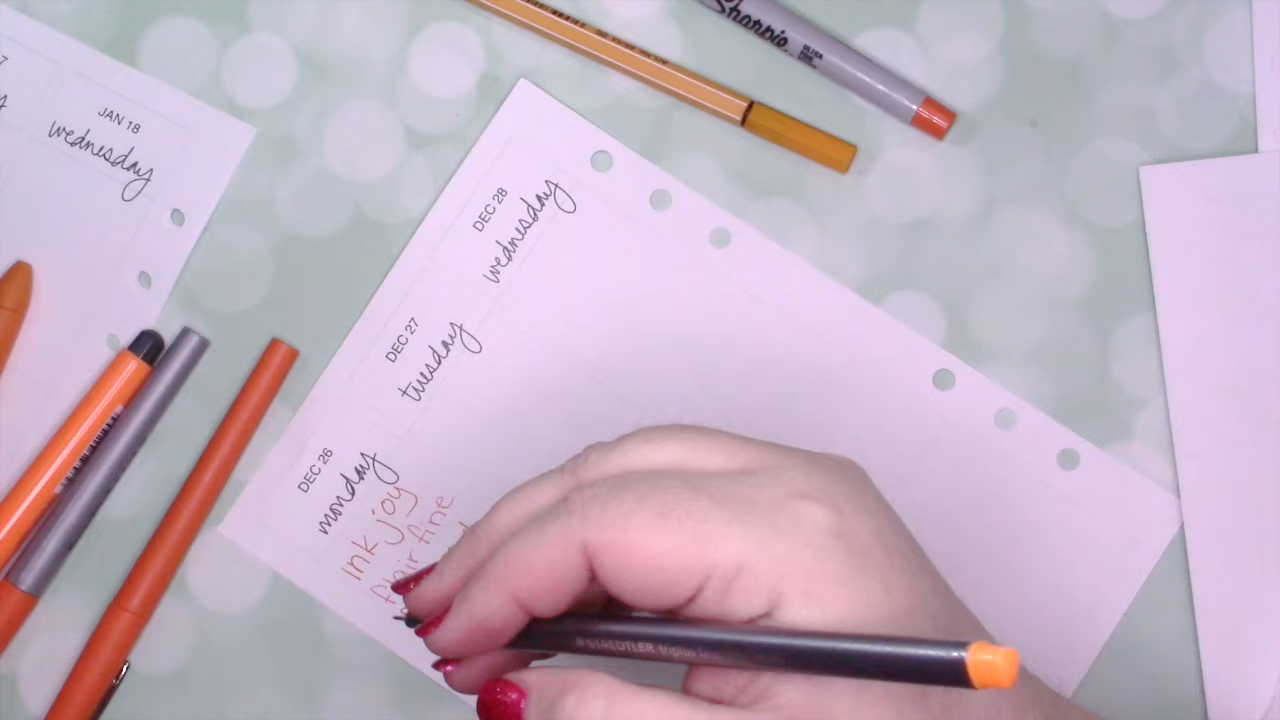 JAN 18
wednesday
DEC 28
wednesday
DEC 27
tuesday
DEC 26
monday
Ink joy
flair fine
Sharpie
ULTRA
STAEDTLER triplus